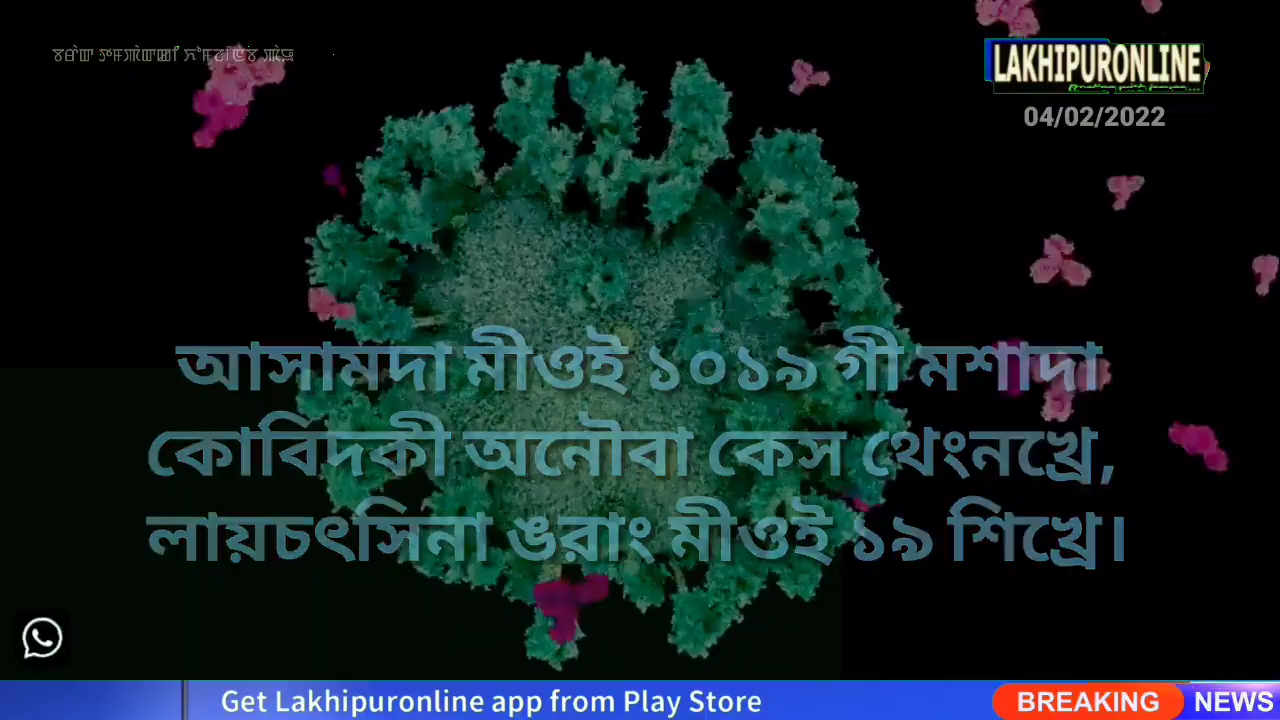 LAKHIPURONLINE
04/02/2022
আসামদা মীওই ১০১৯ গী মশাদা
কোবিদকী অনৌবা কেস থেংনখ্রে,
লায়চৎসিনা ঙরাং মীওই ১৯ শিখ্রে।
Get Lakhipuronline app from Play Store
BREAKING NEWS